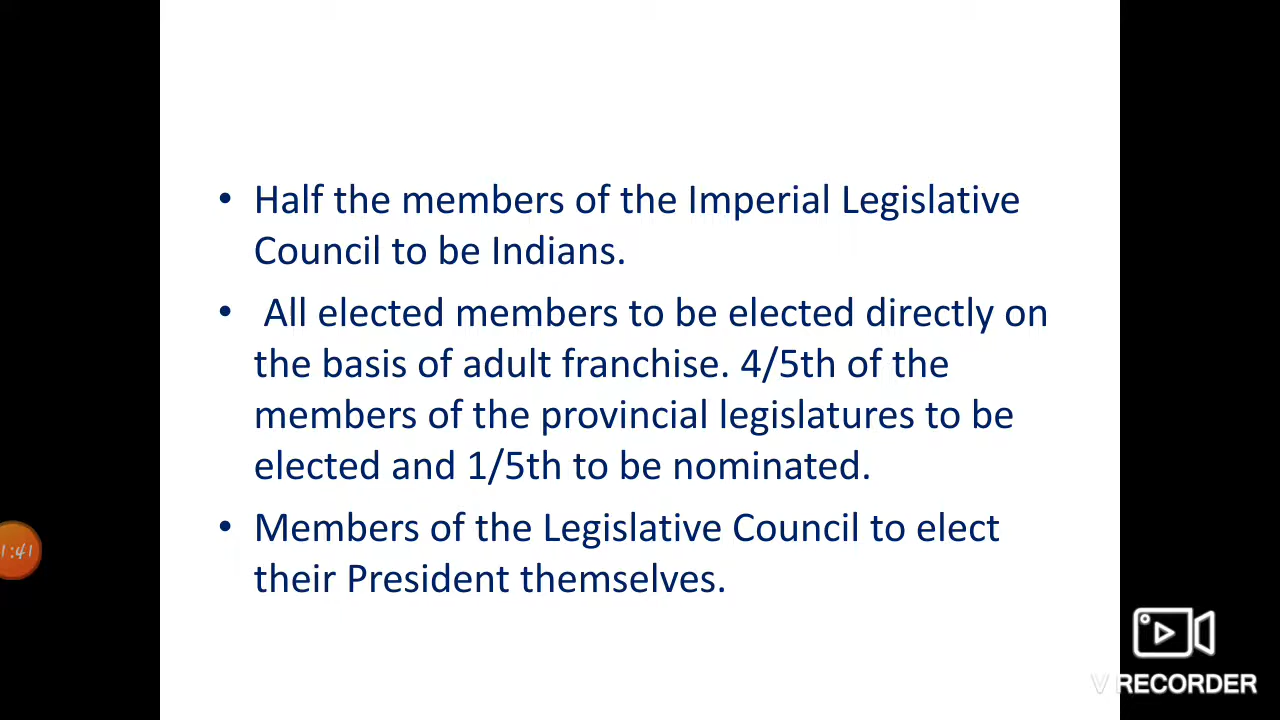 • Half the members of the Imperial Legislative
Council to be Indians.
• All elected members to be elected directly on
the basis of adult franchise. 4/5th of the
members of the provincial legislatures to be
elected and 1/5th to be nominated.
• Members of the Legislative Council to elect
their President themselves.
1:41
V RECORDER